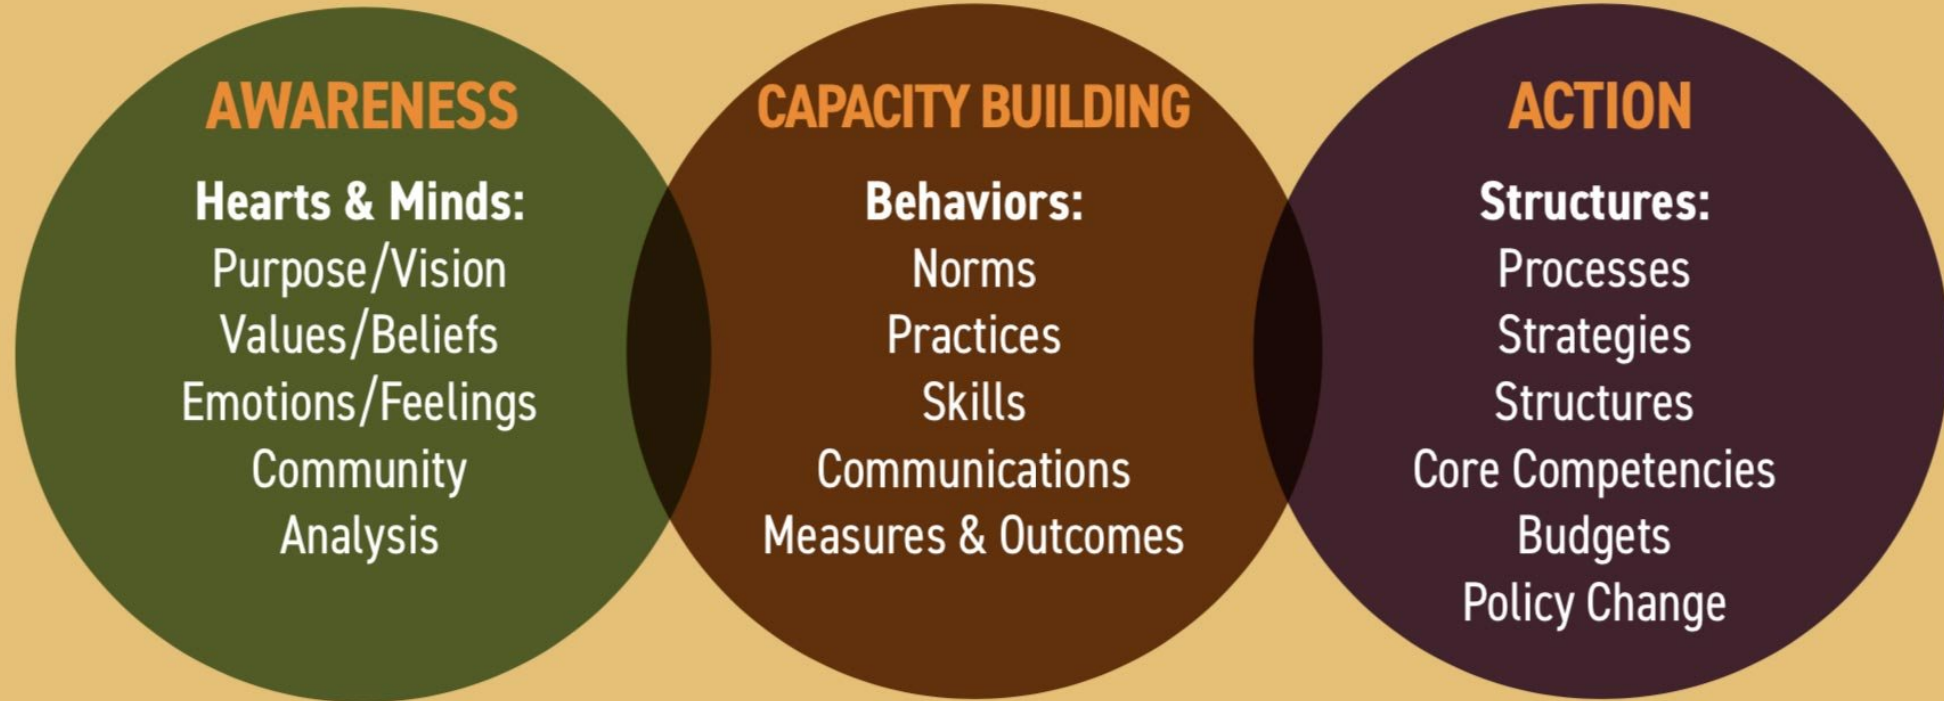 AWARENESS
Hearts & Minds:
Purpose/Vision
Values/Beliefs
Emotions/Feelings
Community
Analysis
CAPACITY BUILDING
Behaviors:
Norms
Practices
Skills
Communications
Measures & Outcomes
ACTION
Structures:
Processes
Strategies
Structures
Core Competencies
Budgets
Policy Change